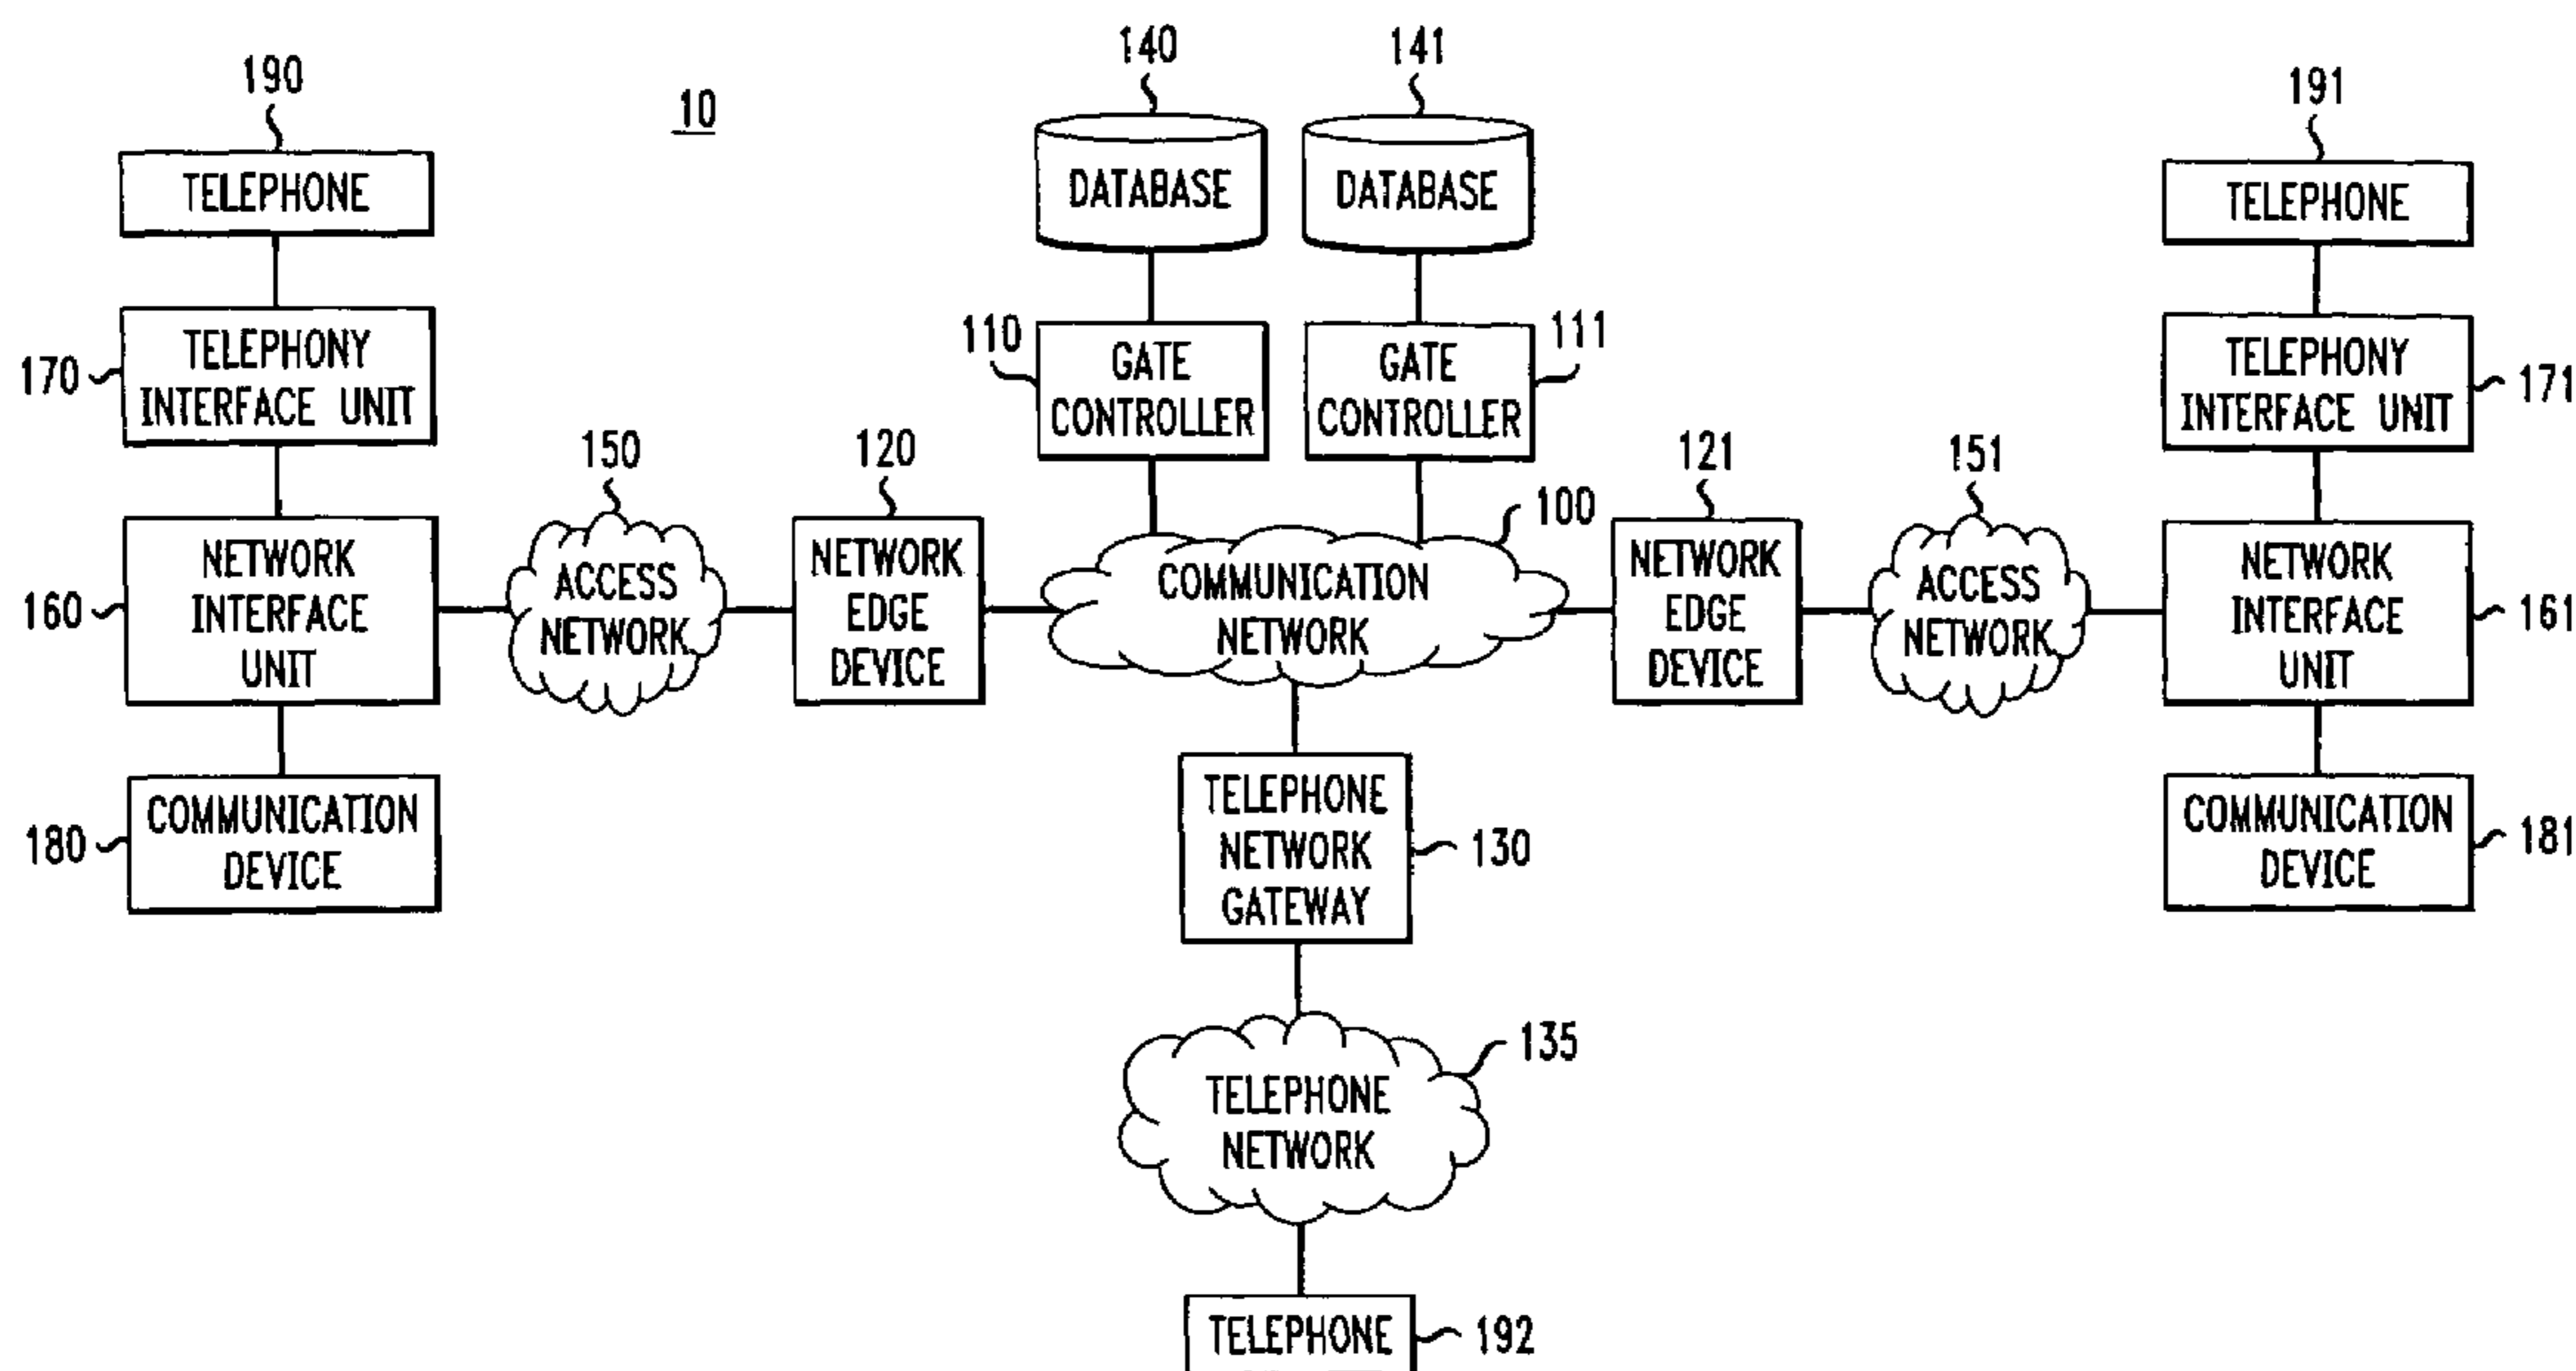 140
141
190
191
10
TELEPHONE
DATABASE
DATABASE
TELEPHONE
110
111
170
TELEPHONY
INTERFACE UNIT
GATE
CONTROLLER
GATE
CONTROLLER
TELEPHONY
INTERFACE UNIT
171
150
120
100
121
151
160
NETWORK
INTERFACE
UNIT
ACCESS
NETWORK
NETWORK
EDGE
DEVICE
COMMUNICATION
NETWORK
NETWORK
EDGE
DEVICE
ACCESS
NETWORK
NETWORK
INTERFACE
UNIT
161
180
COMMUNICATION
DEVICE
TELEPHONE
NETWORK
GATEWAY
130
COMMUNICATION
DEVICE
181
135
TELEPHONE
NETWORK
TELEPHONE
192